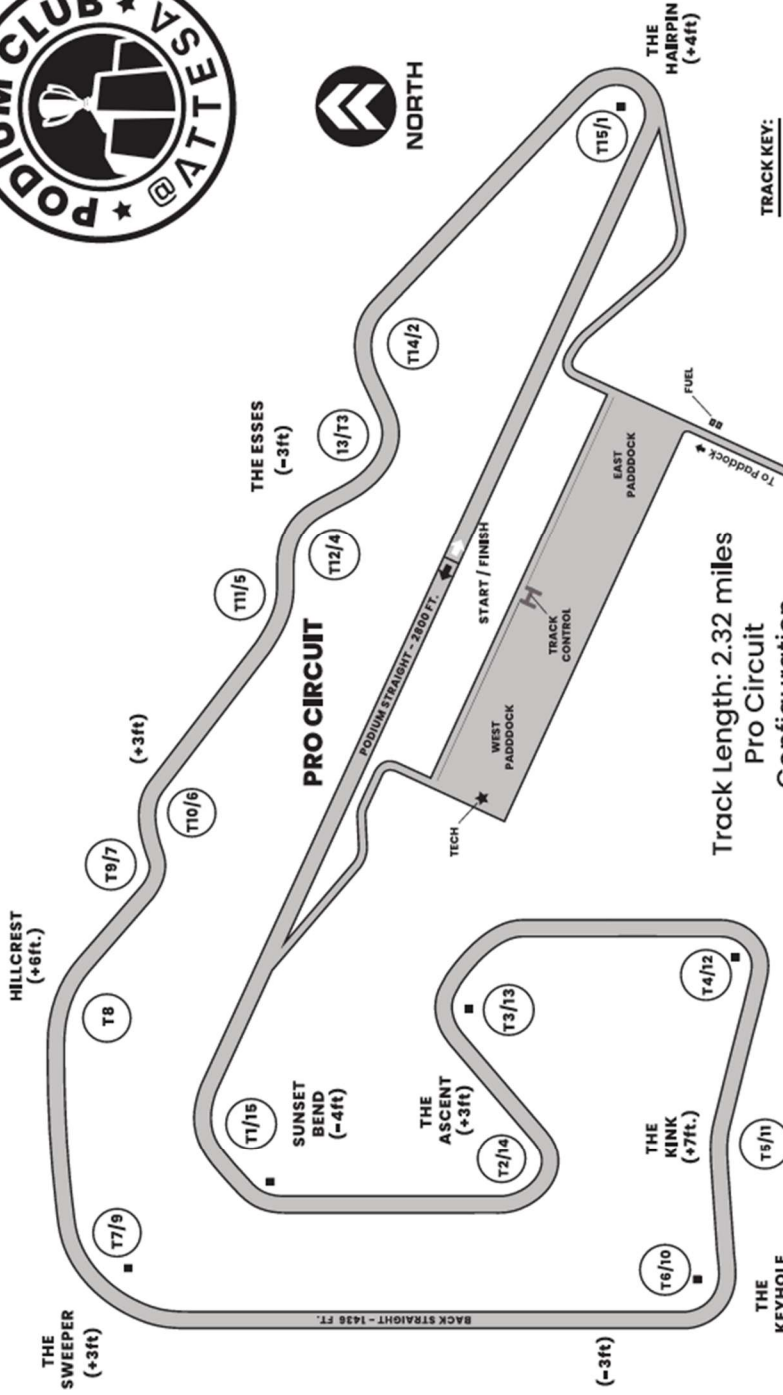 PODIUM CLUB
@ATTESA
NORTH
THE
HAIRPIN
(+4ft)
T15/1
TRACK KEY:
T14/2
THE ESSES
(-3ft)
13/T3
T12/4
T11/5
FUEL
To Paddock
EAST
PADDDOCK
START / FINISH
PODIUM STRAIGHT - 2800 FT.
TRACK
CONTROL
WEST
PADDDOCK
TECH
PRO CIRCUIT
Track Length: 2.32 miles
Pro Circuit
(+3ft)
T10/6
T9/7
HILLCREST
(+6ft.)
T8
T1/15
SUNSET
BEND
(-4ft)
THE
ASCENT
(+3ft)
T3/13
T2/14
T4/12
THE
KINK
(+7ft.)
T5/11
T6/10
T7/9
THE
SWEEPER
(+3ft)
BACK STRAIGHT - 1436 FT.
(-3ft)
THE